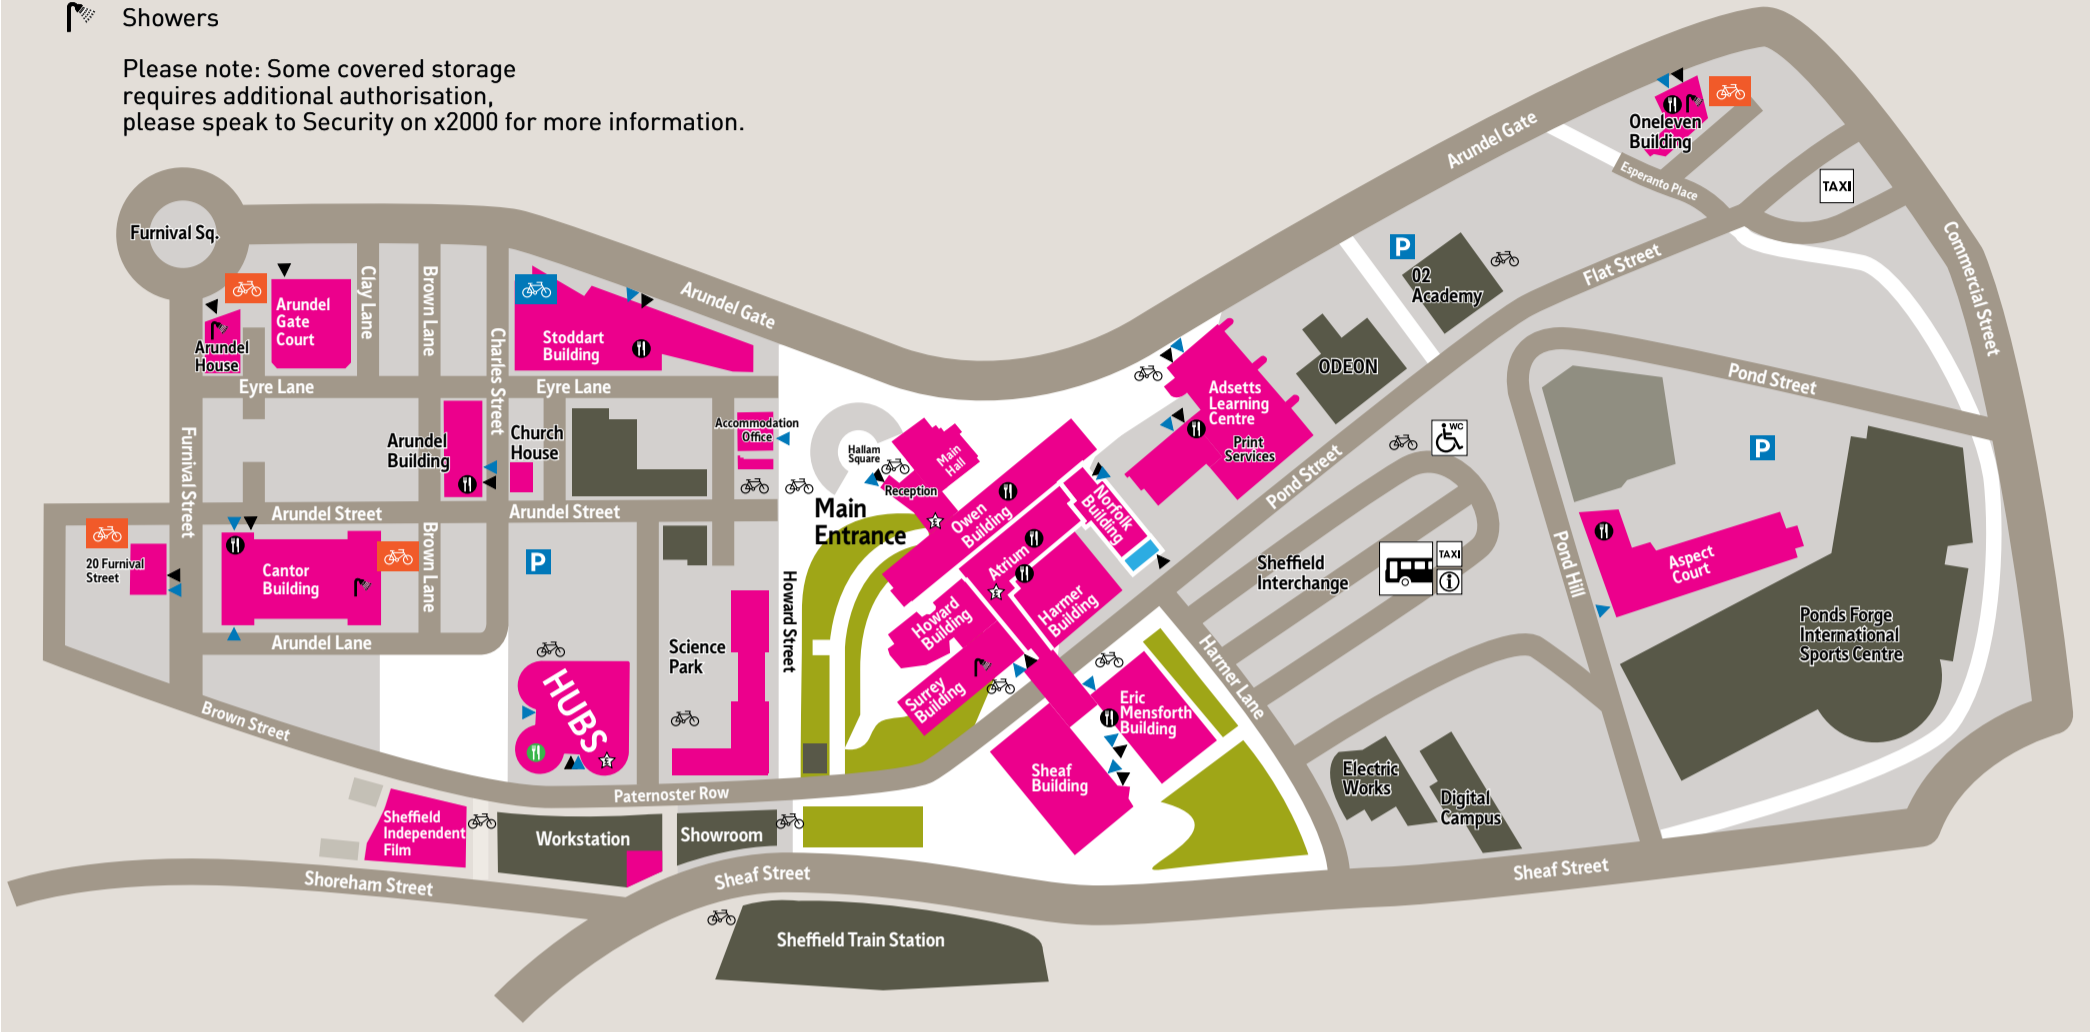 Showers
Please note: Some covered storage
requires additional authorisation,
please speak to Security on x2000 for more information.
Arundel Gate
Oneleven
Building
Esperanto Place
TAXI
Commercial Street
Furnival Sq.
P
02
Academy
Flat Street
Clay Lane
Brown Lane
Arundel
Gate
Court
Arundel
House
Charles Street
Stoddart
Building
Arundel Gate
Eyre Lane
Eyre Lane
ODEON
Adsetts
Learning
Centre
Print
Services
Pond Street
Pond Street
Furnival Street
Arundel
Building
Church
House
Accommodation
Office
Hallam
Square
Main
Hall
Reception
Main
Entrance
WC
P
Arundel Street
Arundel Street
Owen
Building
Norfolk
Building
Atrium
Harmer
Building
Howard
Building
Surrey
Building
Sheffield
Interchange
TAXI
i
Pond Hill
Aspect
Court
Ponds Forge
International
Sports Centre
20 Furnival
Street
Cantor
Building
Brown Lane
P
Howard Street
Arundel Lane
Science
Park
HUBS
Harmer Lane
Eric
Mensforth
Building
Sheaf
Building
Brown Street
Paternoster Row
Electric
Works
Digital
Campus
Sheffield
Independent
Film
Workstation
Showroom
Shoreham Street
Sheaf Street
Sheaf Street
Sheffield Train Station